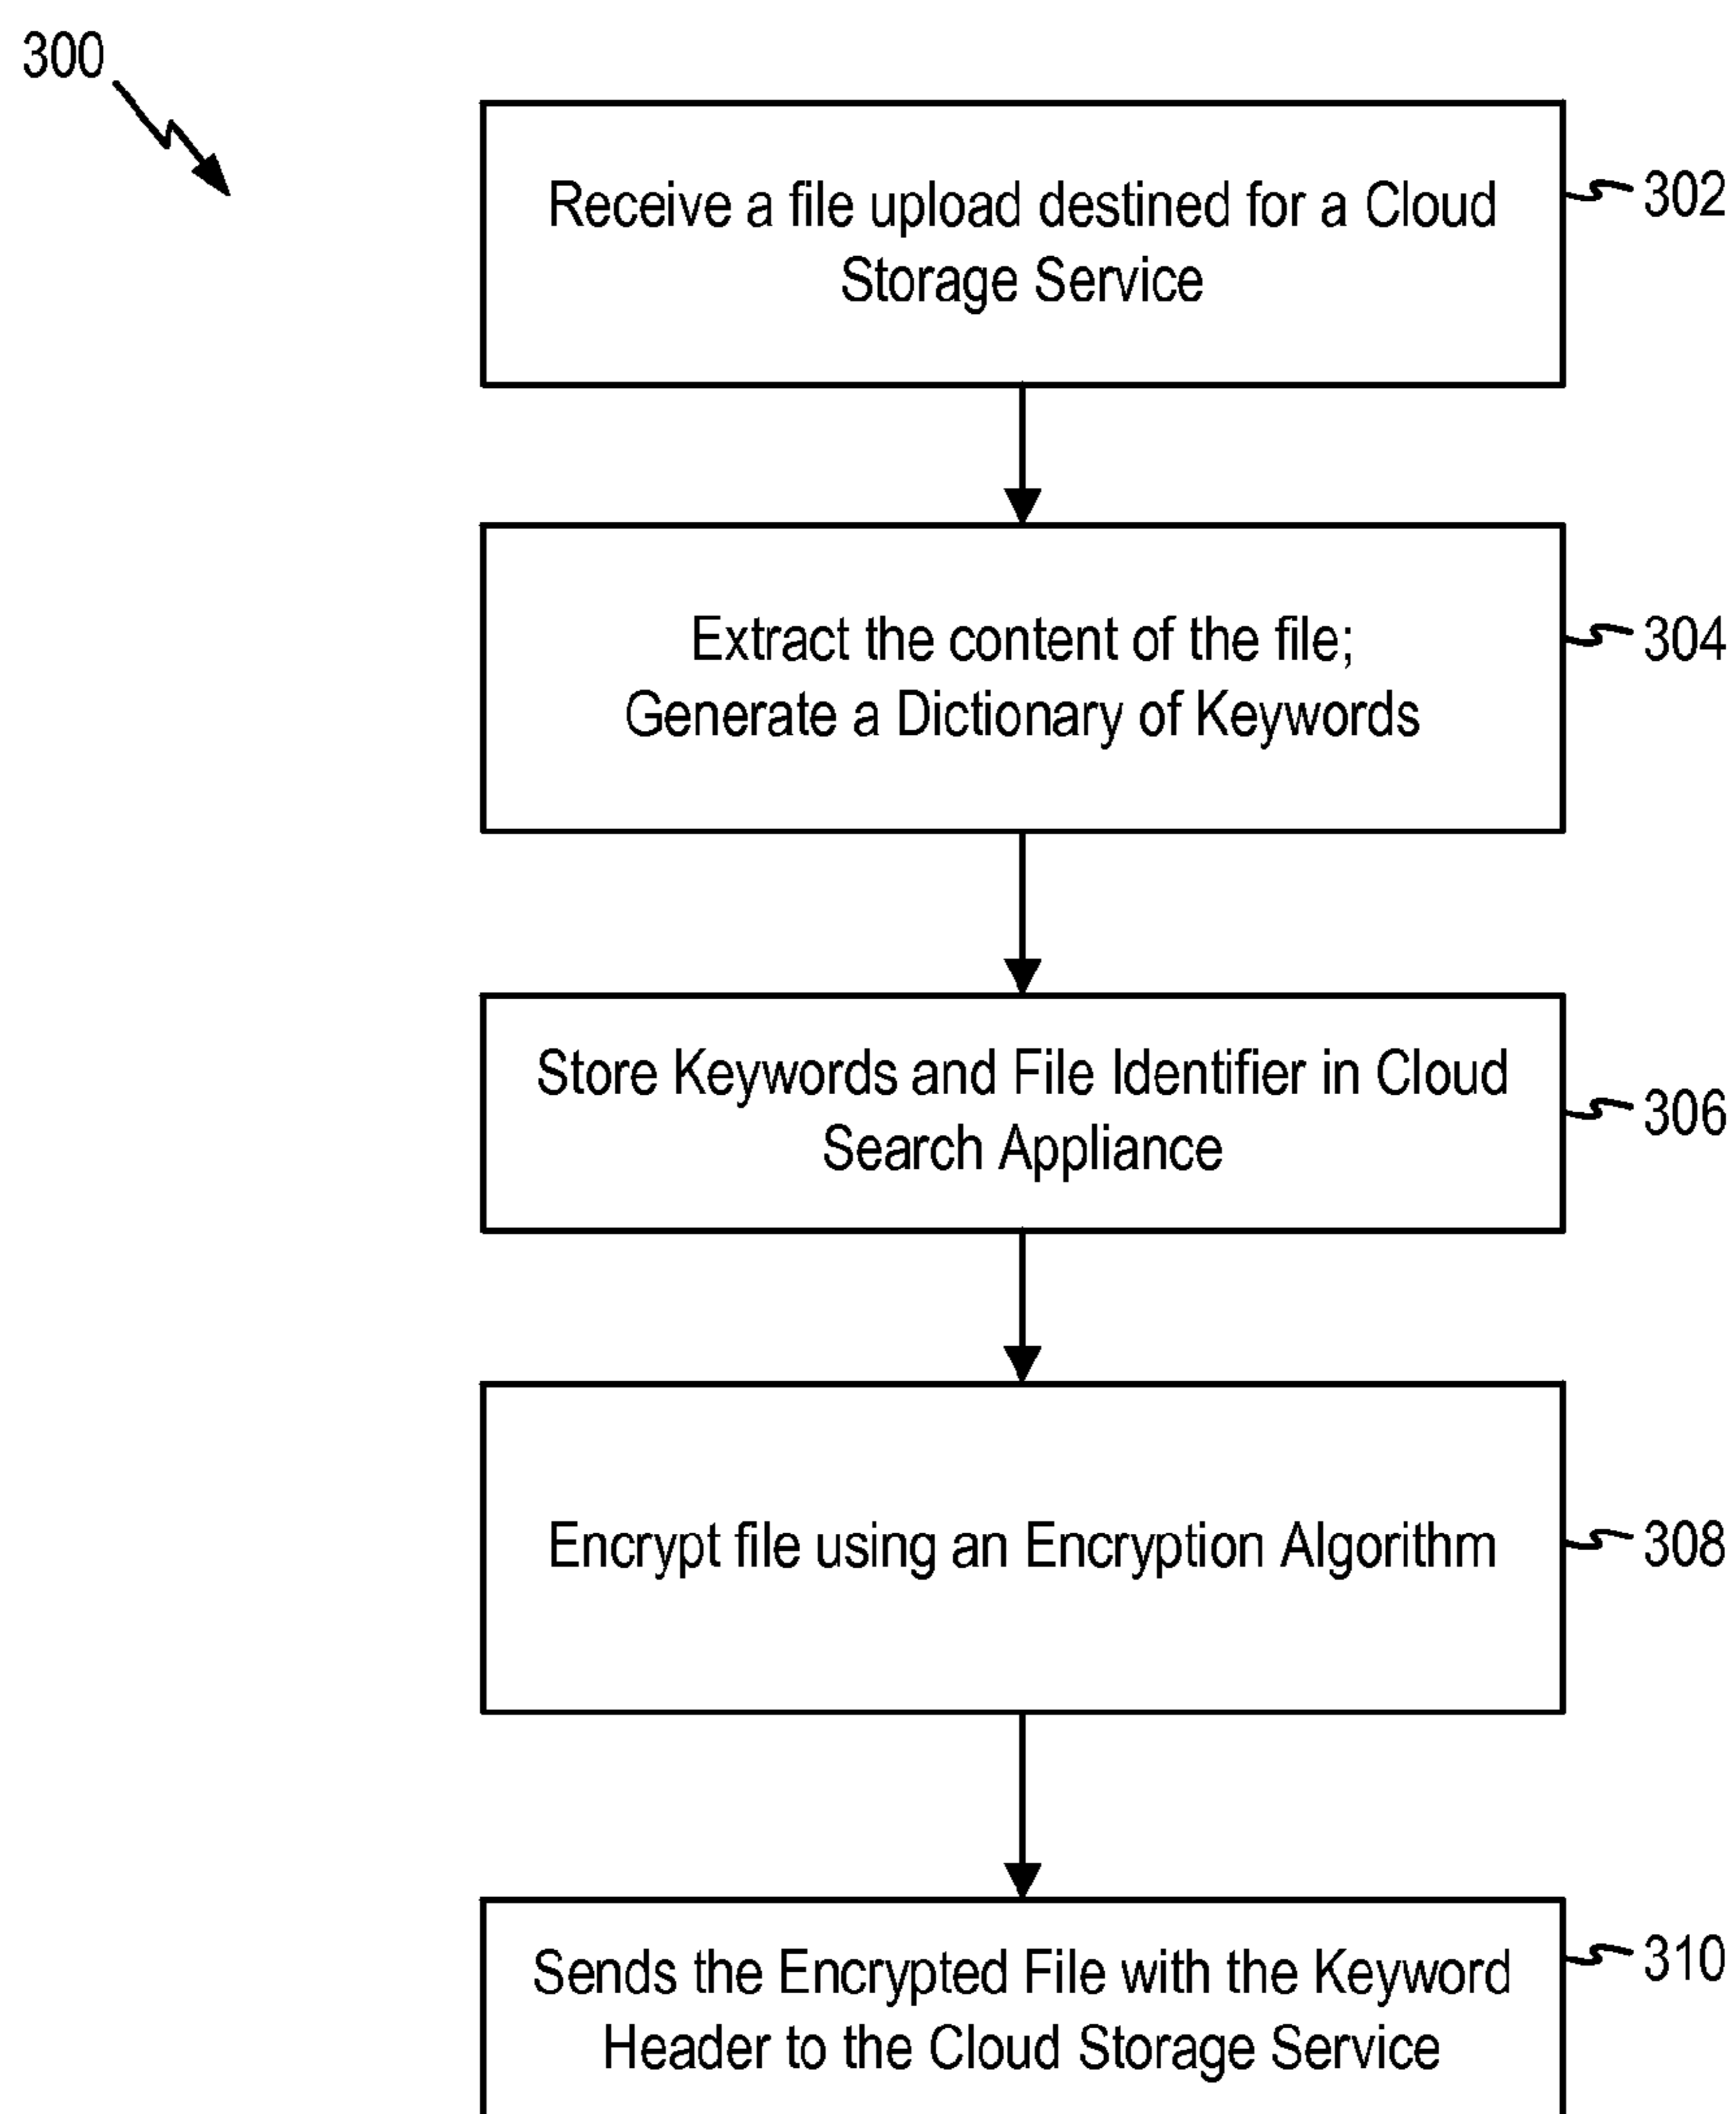 300
Receive a file upload destined for a Cloud
Storage Service
302
Extract the content of the file;
Generate a Dictionary of Keywords
304
Store Keywords and File Identifier in Cloud
Search Appliance
306
Encrypt file using an Encryption Algorithm
308
Sends the Encrypted File with the Keyword
Header to the Cloud Storage Service
310